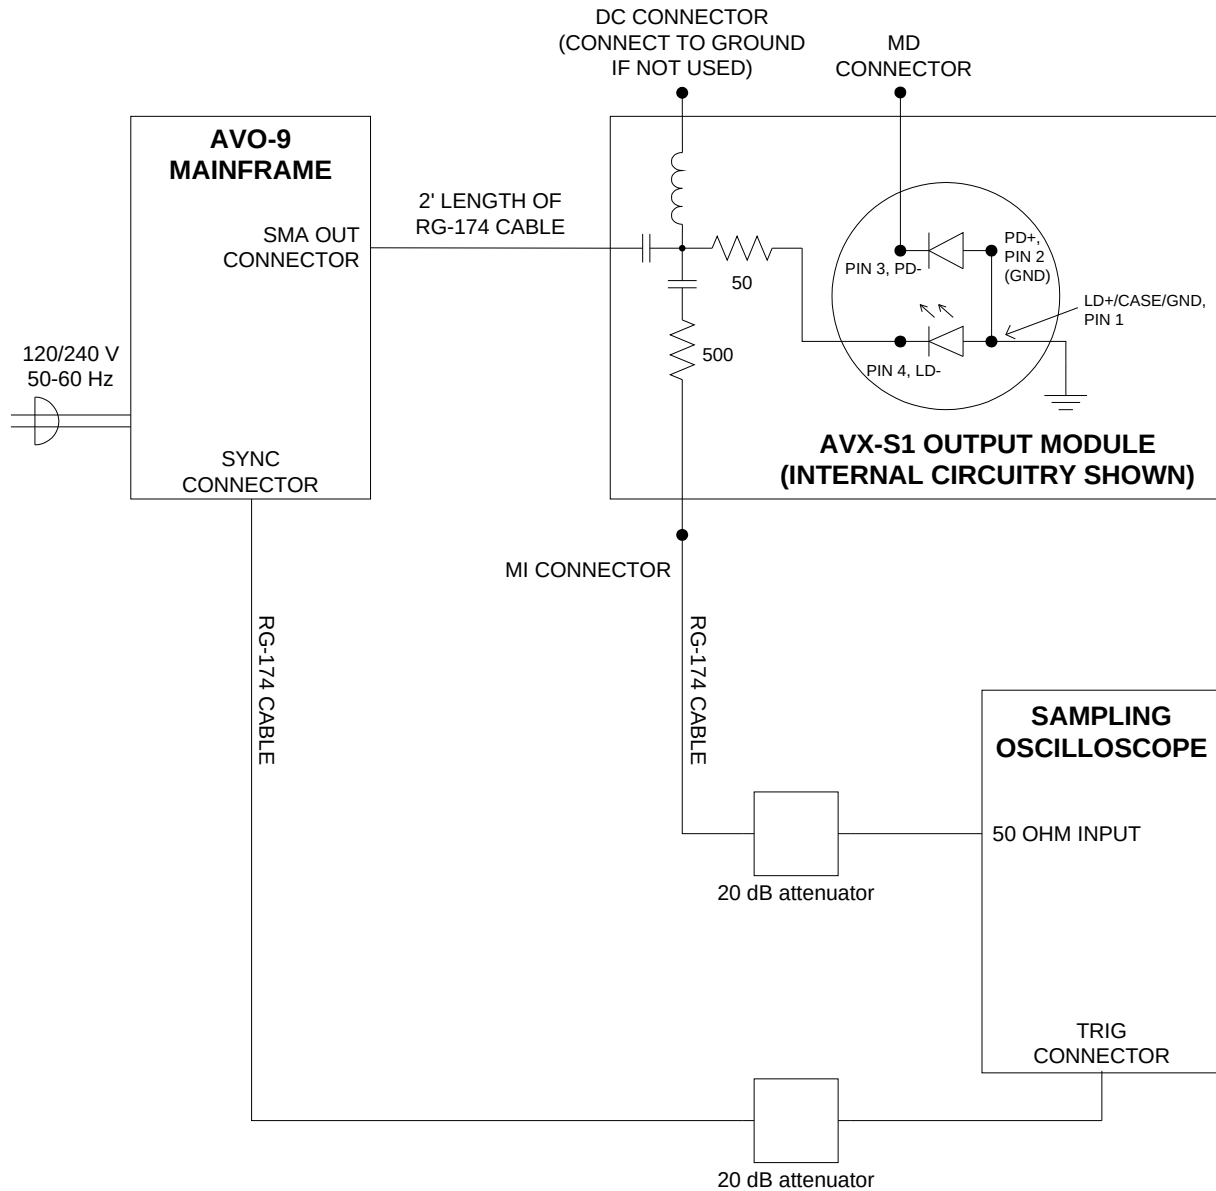 DC CONNECTOR
(CONNECT TO GROUND
IF NOT USED)
MD
CONNECTOR
AVO-9
MAINFRAME
2' LENGTH OF
RG-174 CABLE
SMA OUT
CONNECTOR
50
500
PIN 3, PD-
PD+,
PIN 2
(GND)
LD+/CASE/GND,
PIN 1
PIN 4, LD-
120/240 V
50-60 Hz
AVX-S1 OUTPUT MODULE
(INTERNAL CIRCUITRY SHOWN)
SYNC
CONNECTOR
MI CONNECTOR
RG-174 CABLE
RG-174 CABLE
SAMPLING
OSCILLOSCOPE
50 OHM INPUT
20 dB attenuator
TRIG
CONNECTOR
20 dB attenuator